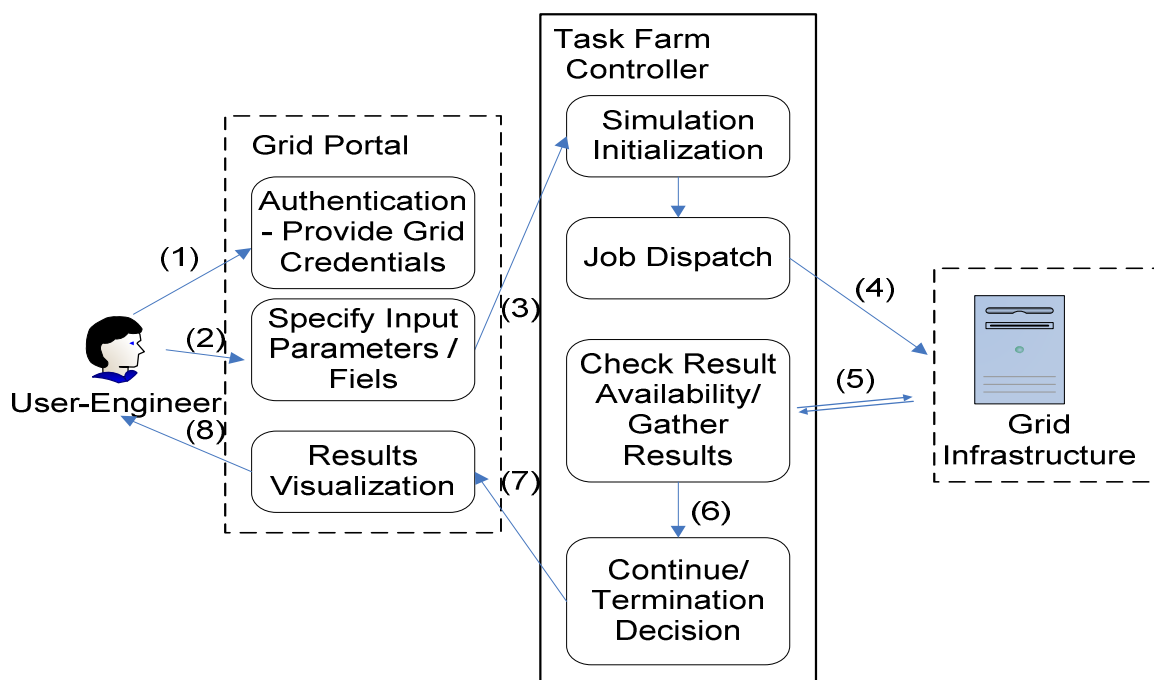 Task Farm
Controller
Simulation
Initialization
Grid Portal
Authentication
- Provide Grid
Credentials
(1)
Job Dispatch
(4)
(3)
Specify Input
Parameters /
Fiels
(2)
User-Engineer
Check Result
Availability/
Gather
Results
(5)
Grid
Infrastructure
(8)
Results
Visualization
(7)
(6)
Continue/
Termination
Decision